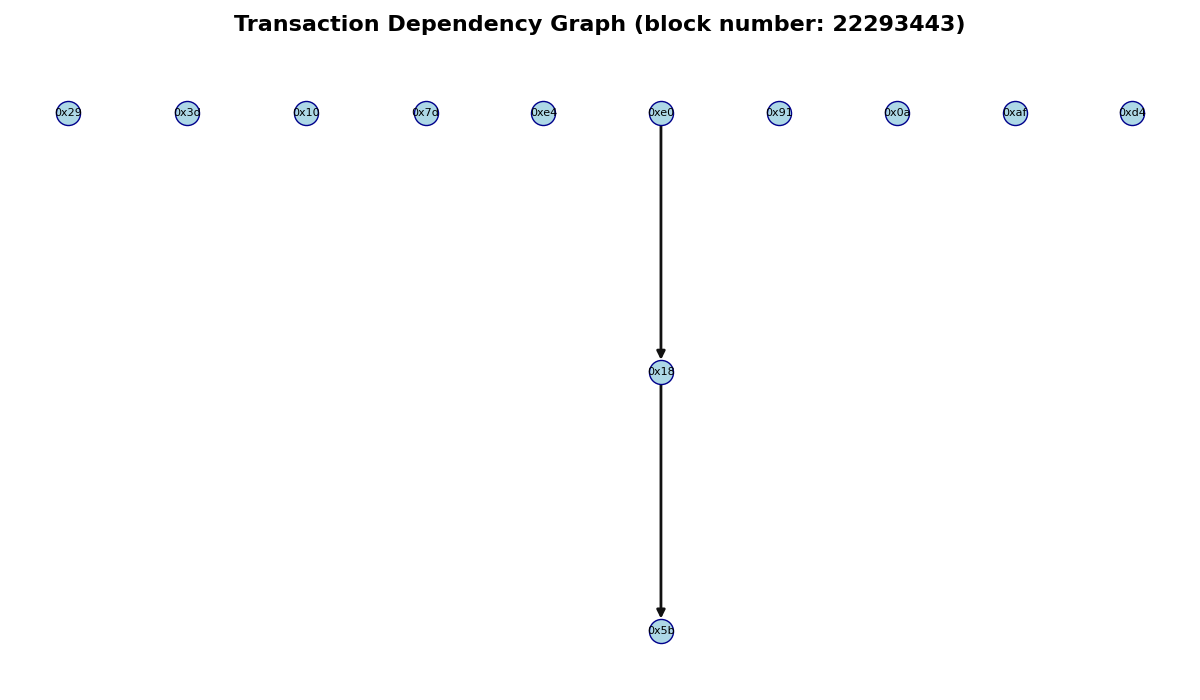 Transaction Dependency Graph (block number: 22293443)
0x29 0x3d 0x10 0x7d 0xe4 0xe0 0x91 0x0a 0xaf 0xd4
0x18
0x5b